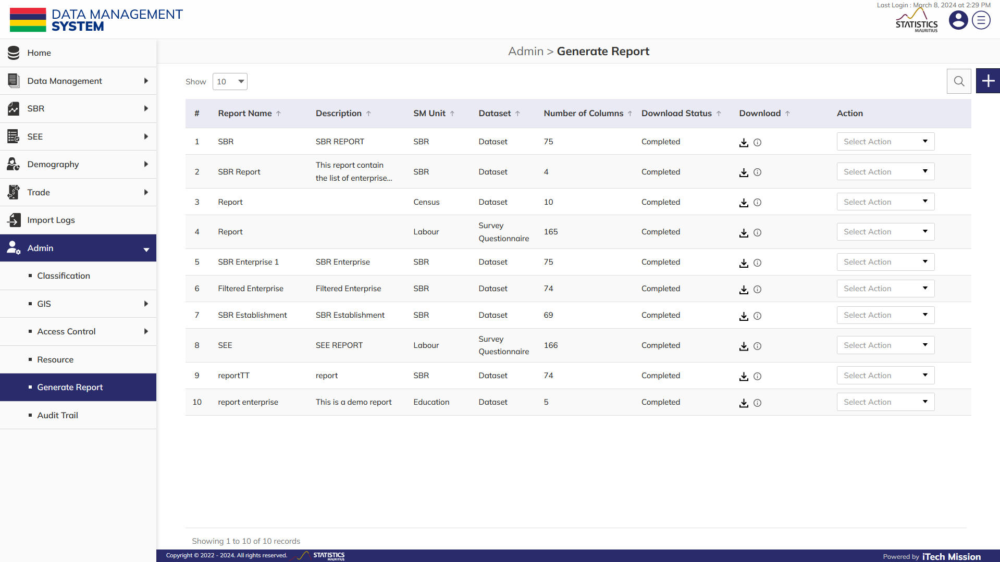 Last Login : March 8, 2024 at 2:29 PM
DATA MANAGEMENT
SYSTEM
STATISTICS
MAURITIUS
Home
Data Management
SBR
SEE
Demography
Trade
Import Logs
Admin
Classification
GIS
Access Control
Resource
Generate Report
Audit Trail
Admin > Generate Report
Show 10
# Report Name Description SM Unit Dataset Number of Columns Download Status Download Action
1 SBR SBR REPORT SBR Dataset 75 Completed Select Action
2 SBR Report This report contain
the list of enterprise... SBR Dataset 4 Completed Select Action
3 Report Census Dataset 10 Completed Select Action
4 Report Labour Survey
Questionnaire 165 Completed Select Action
5 SBR Enterprise 1 SBR Enterprise SBR Dataset 75 Completed Select Action
6 Filtered Enterprise Filtered Enterprise SBR Dataset 74 Completed Select Action
7 SBR Establishment SBR Establishment SBR Dataset 69 Completed Select Action
8 SEE SEE REPORT Labour Survey
Questionnaire 166 Completed Select Action
9 reportTT report SBR Dataset 74 Completed Select Action
10 report enterprise This is a demo report Education Dataset 5 Completed Select Action
Showing 1 to 10 of 10 records
Copyright © 2022 - 2024. All rights reserved. STATISTICS
MAURITIUS
Powered by iTech Mission